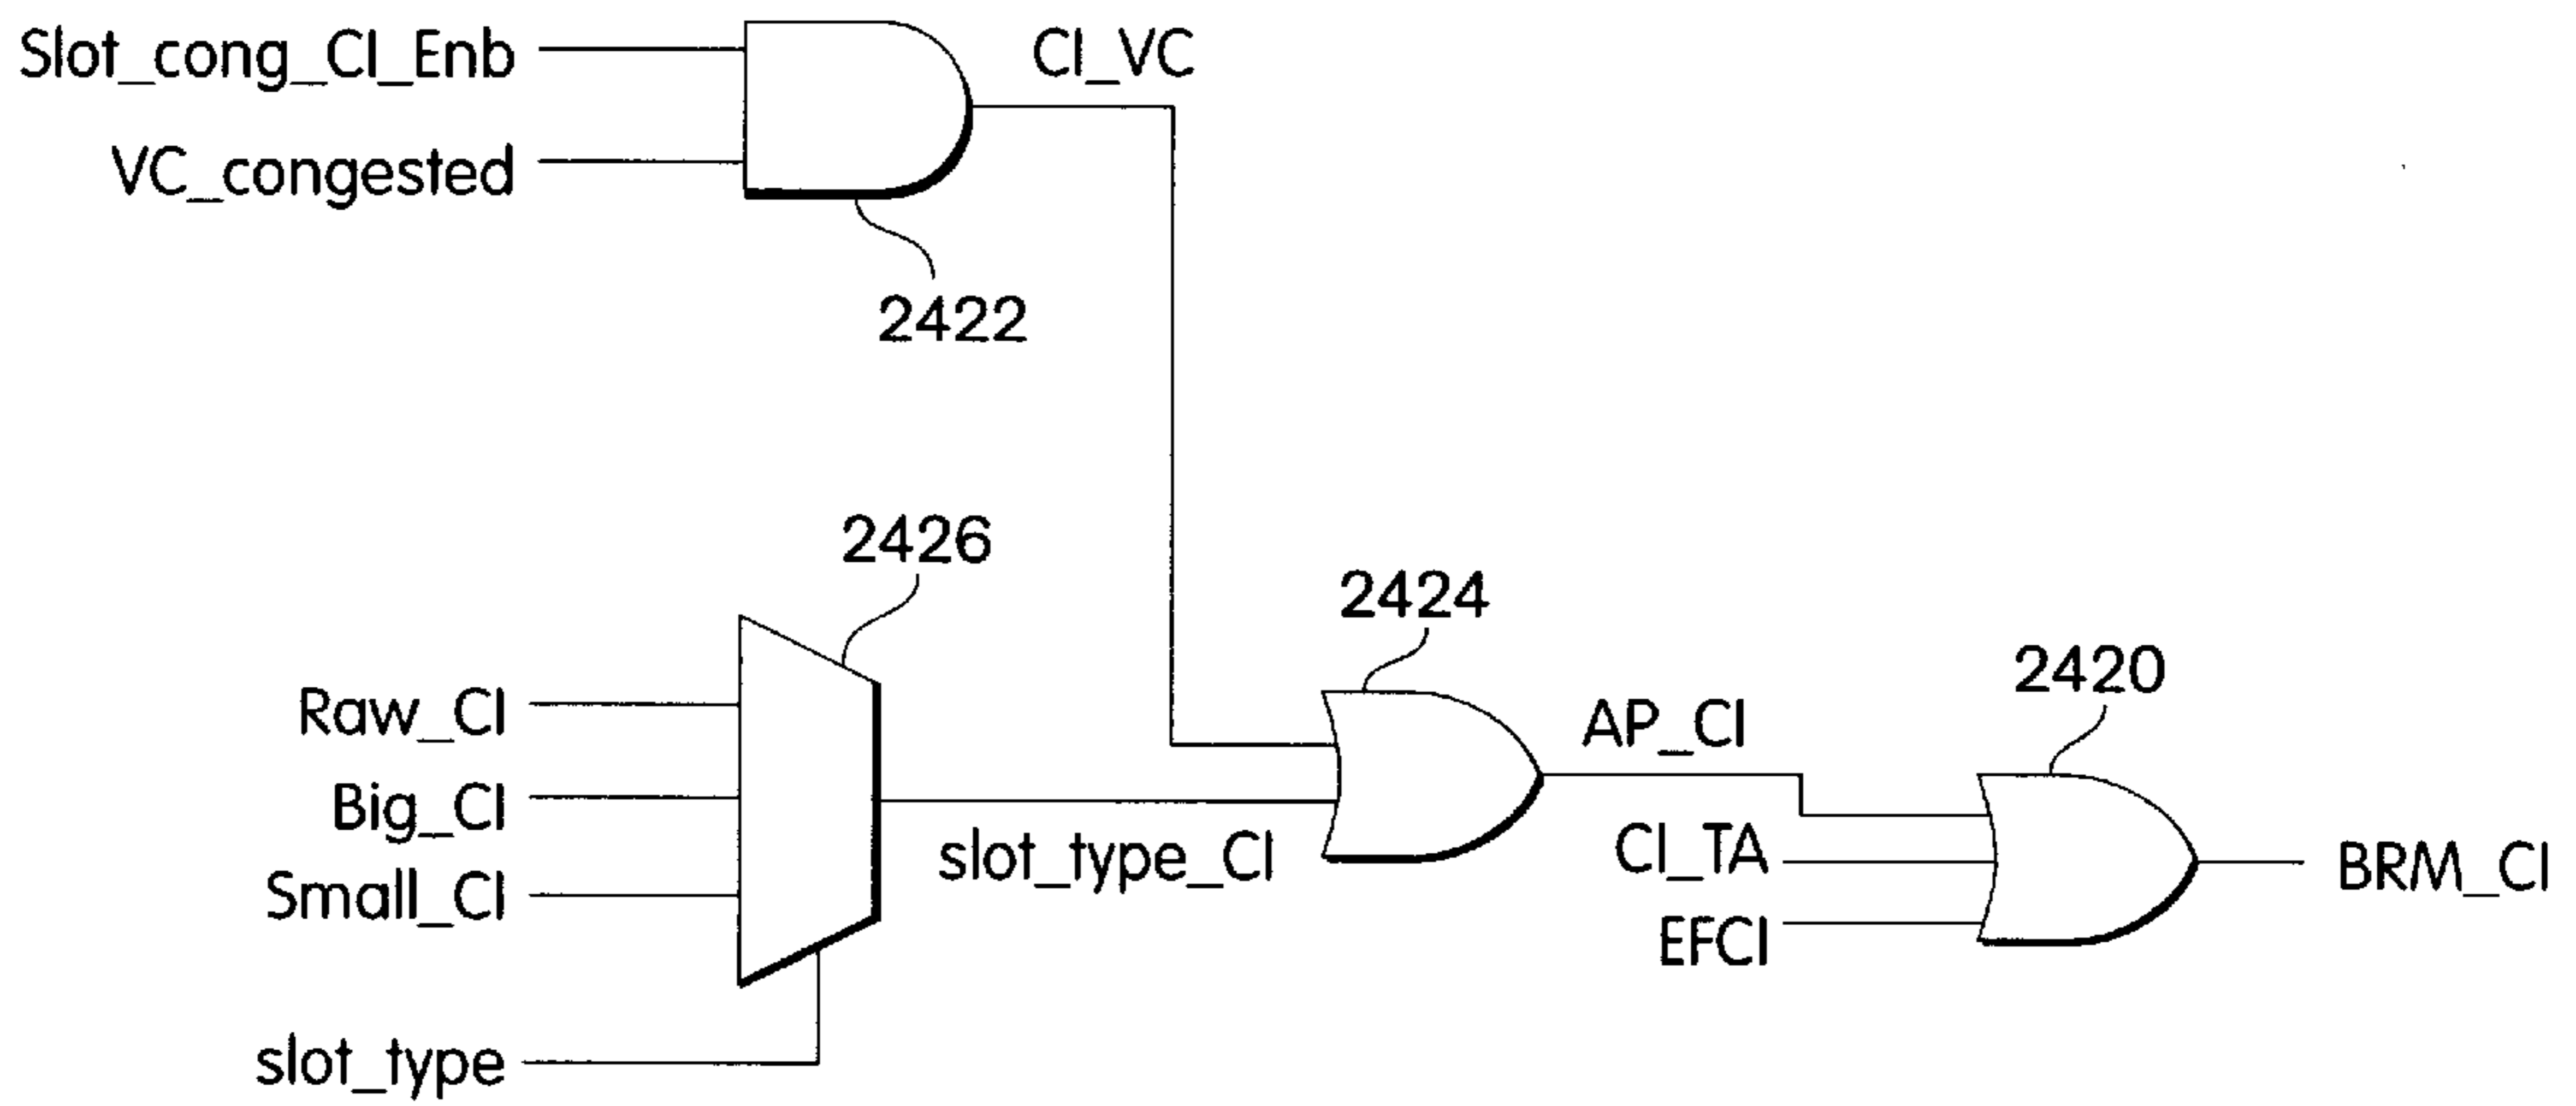 Slot_cong_CI_Enb
CI_VC
VC_congested
2422
2426
2424
2420
Raw_CI
AP_CI
Big_CI
slot_type_CI
CI_TA
BRM_CI
Small_CI
EFCI
slot_type